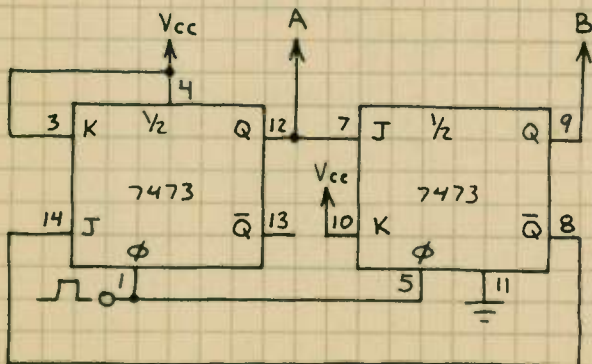 Vcc A B
4
3 K ½ Q 12 7 J ½ Q 9
7473 Vcc 7473
14 J Q̅ 13 10 K Q̅ 8
ϕ ϕ
1 5 11